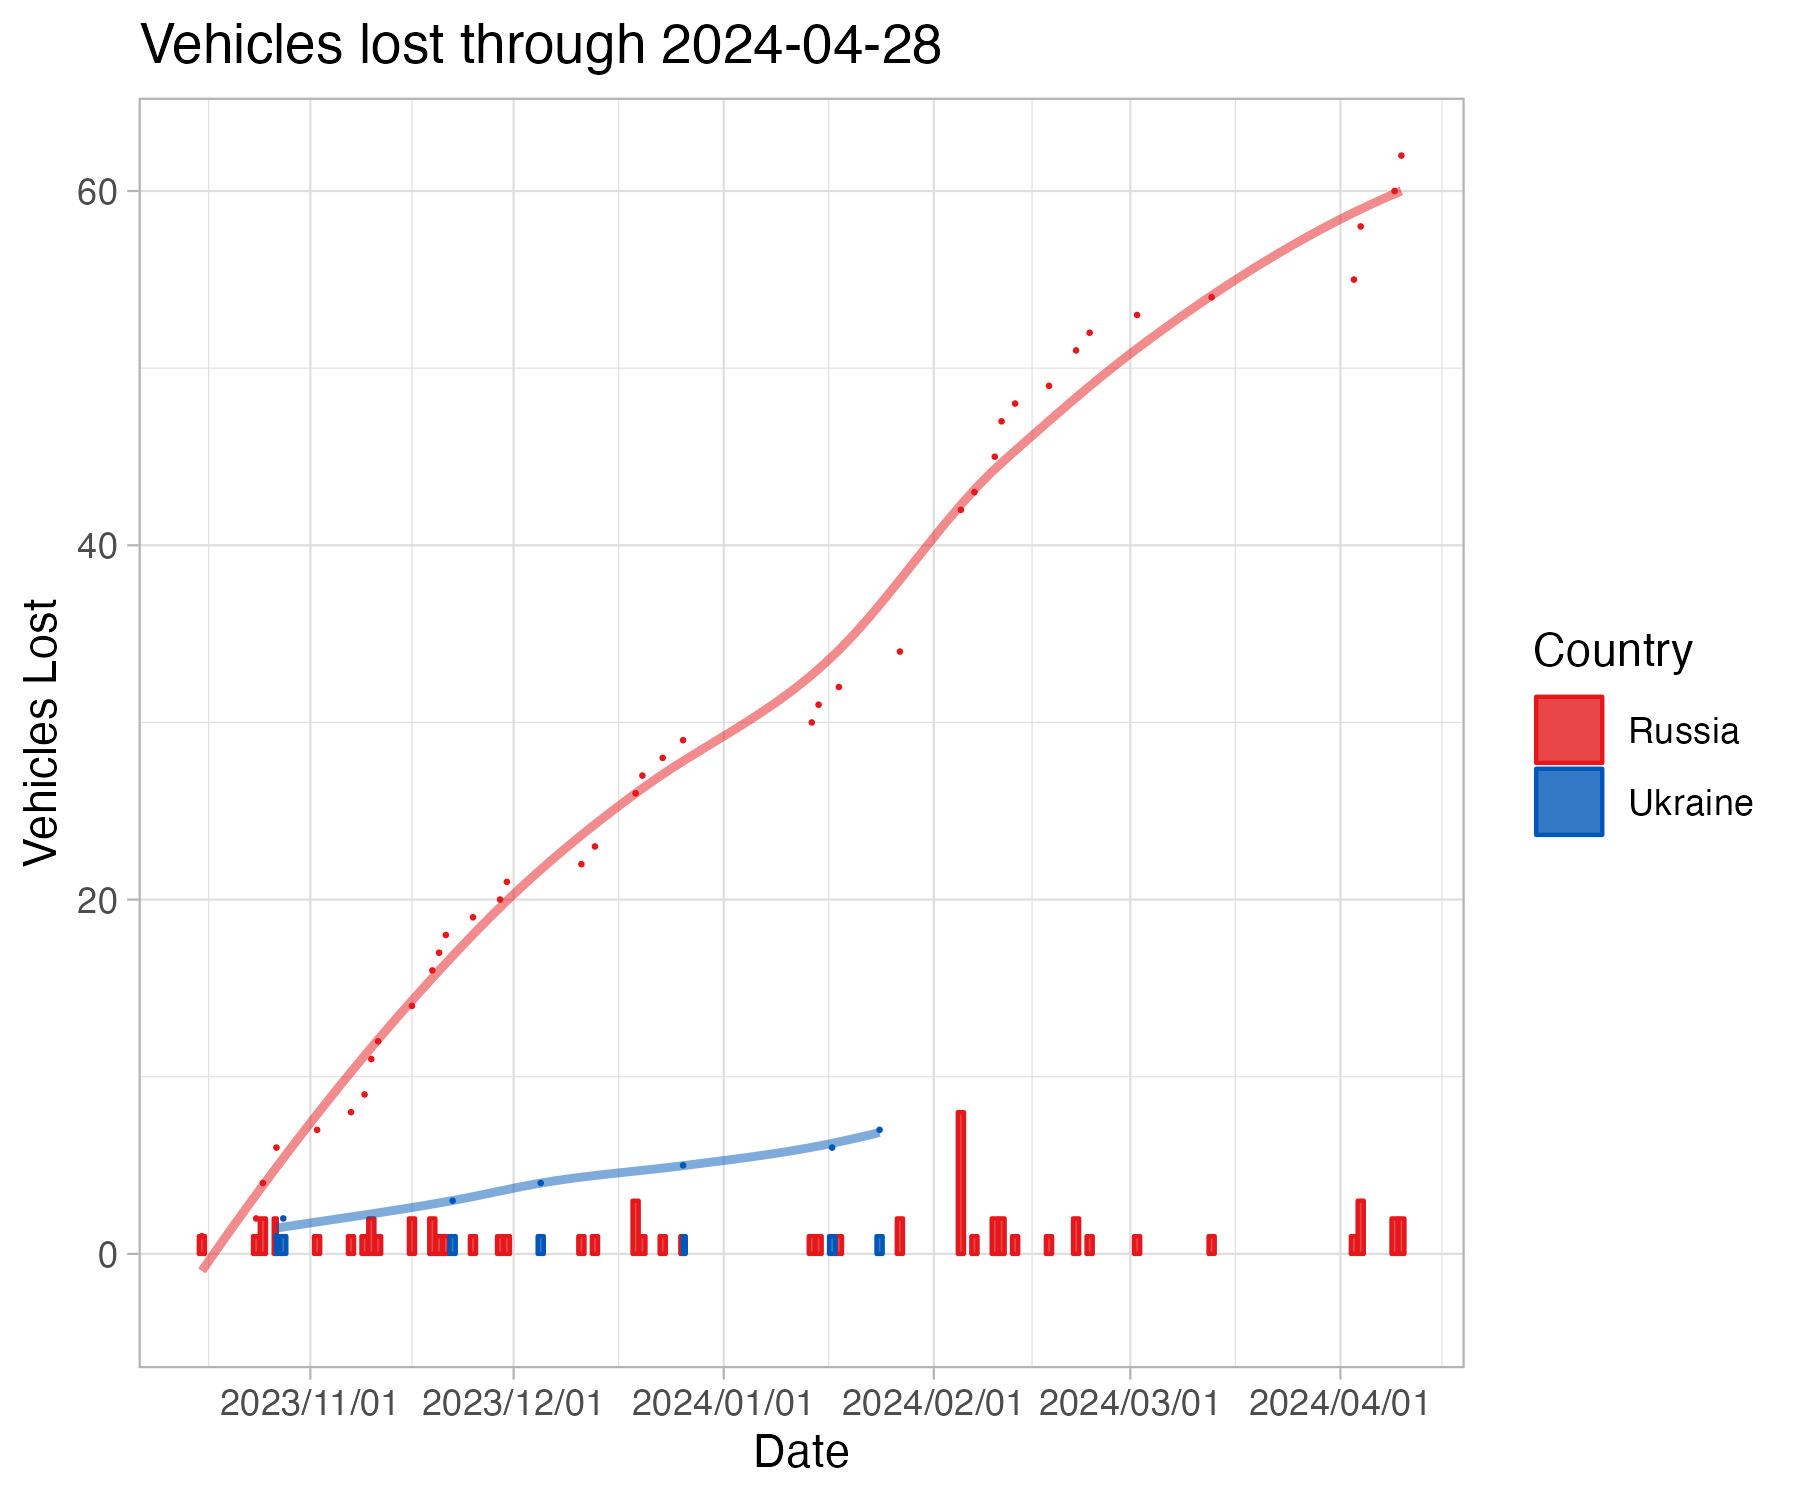 Vehicles lost through 2024-04-28
60
40
20
0
Vehicles Lost
2023/11/01 2023/12/01 2024/01/01 2024/02/01 2024/03/01 2024/04/01
Date
Country
Russia
Ukraine